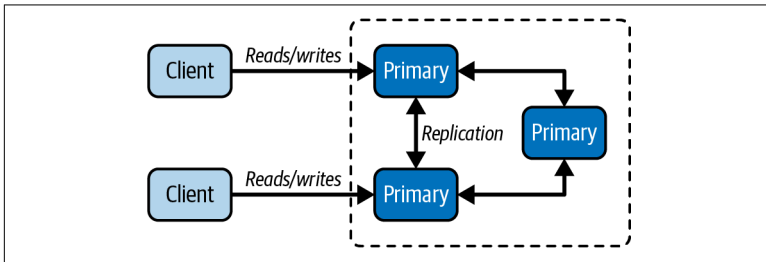 Client
Reads/writes
Primary
Replication
Primary
Client
Reads/writes
Primary